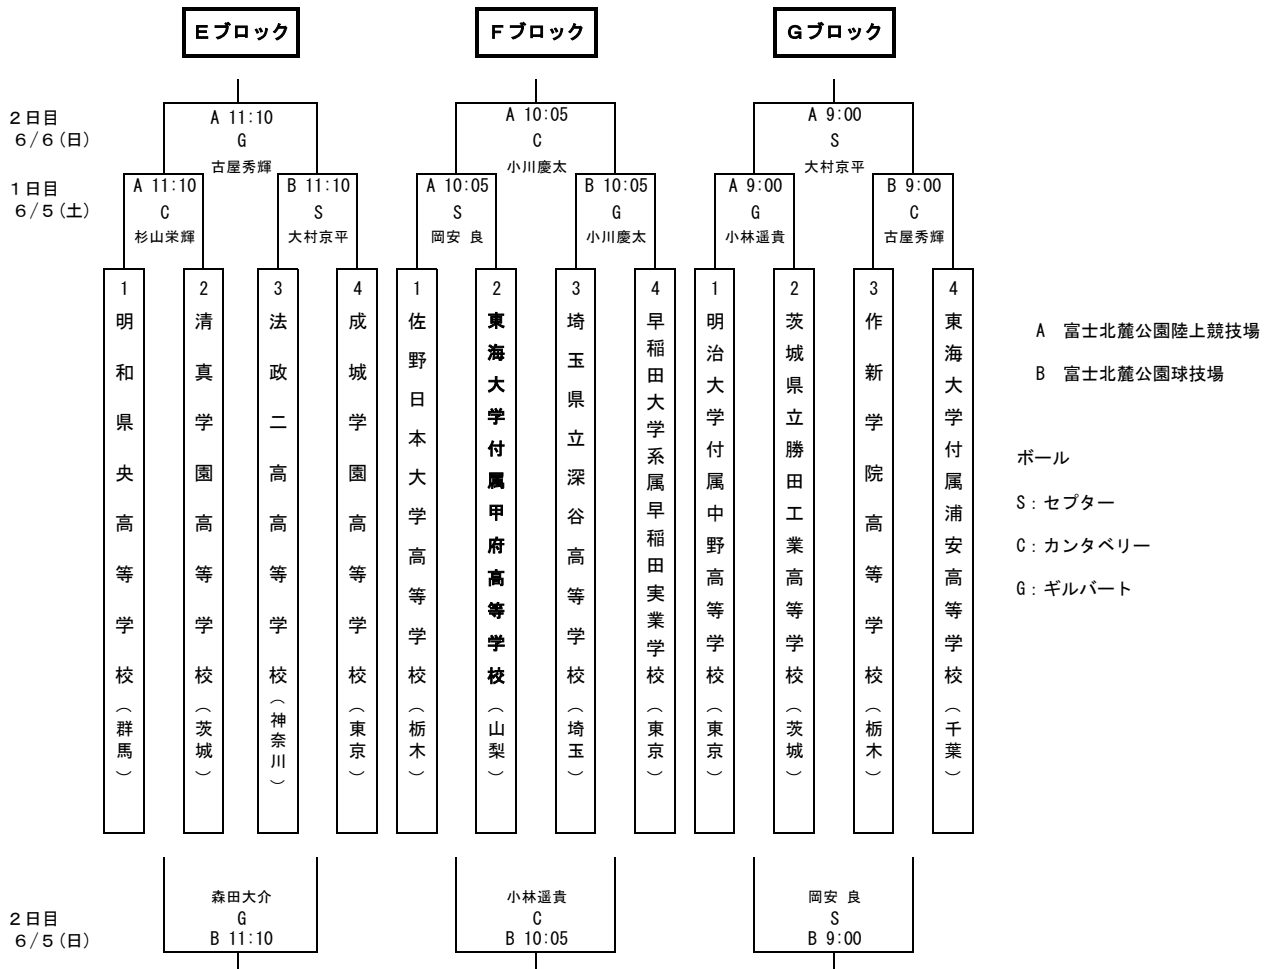 Ｅブロック
Ｆブロック
Ｇブロック
２日目
６/６(日)
A 11:10
G
古屋秀輝
A 10:05
C
小川慶太
A 9:00
S
大村京平
１日目
６/５(土)
A 11:10
C
杉山栄輝
B 11:10
S
大村京平
A 10:05
S
岡安 良
B 10:05
G
小川慶太
A 9:00
G
小林遥貴
B 9:00
C
古屋秀輝
1 明和県央高等学校（群馬）
2 清真学園高等学校（茨城）
3 法政二高等学校（神奈川）
4 成城学園高等学校（東京）
1 佐野日本大学高等学校（栃木）
2 東海大学付属甲府高等学校（山梨）
3 埼玉県立深谷高等学校（埼玉）
4 早稲田大学系属早稲田実業学校（東京）
1 明治大学付属中野高等学校（東京）
2 茨城県立勝田工業高等学校（茨城）
3 作新学院高等学校（栃木）
4 東海大学付属浦安高等学校（千葉）
A　富士北麓公園陸上競技場
B　富士北麓公園球技場
ボール
S：セプター
C：カンタベリー
G：ギルバート
２日目
６/５(日)
森田大介
G
B 11:10
小林遥貴
C
B 10:05
岡安 良
S
B 9:00